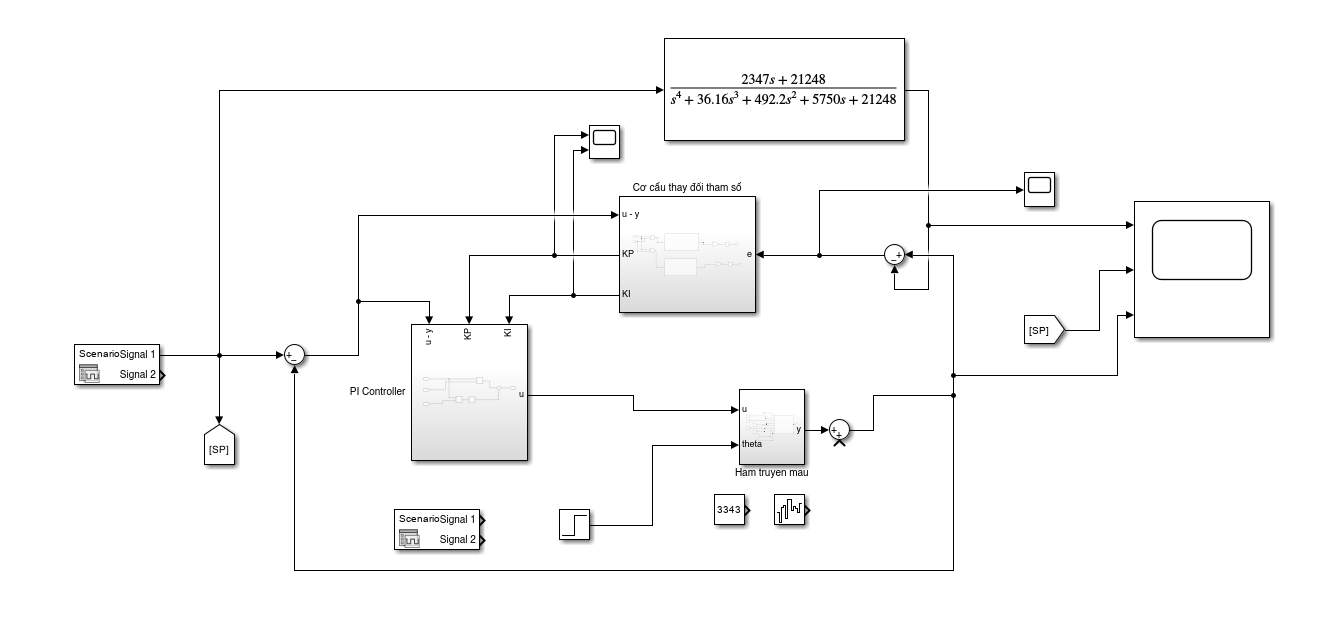 2347s + 21248
s⁴ + 36.16s³ + 492.2s² + 5750s + 21248
Cơ cấu thay đổi tham số
u - y
KP
KI
e
u - y
KP
KI
PI Controller
u
Scenario Signal 1
Signal 2
[SP]
[SP]
u
theta
y
Ham truyen mau
Scenario Signal 1
Signal 2
3343